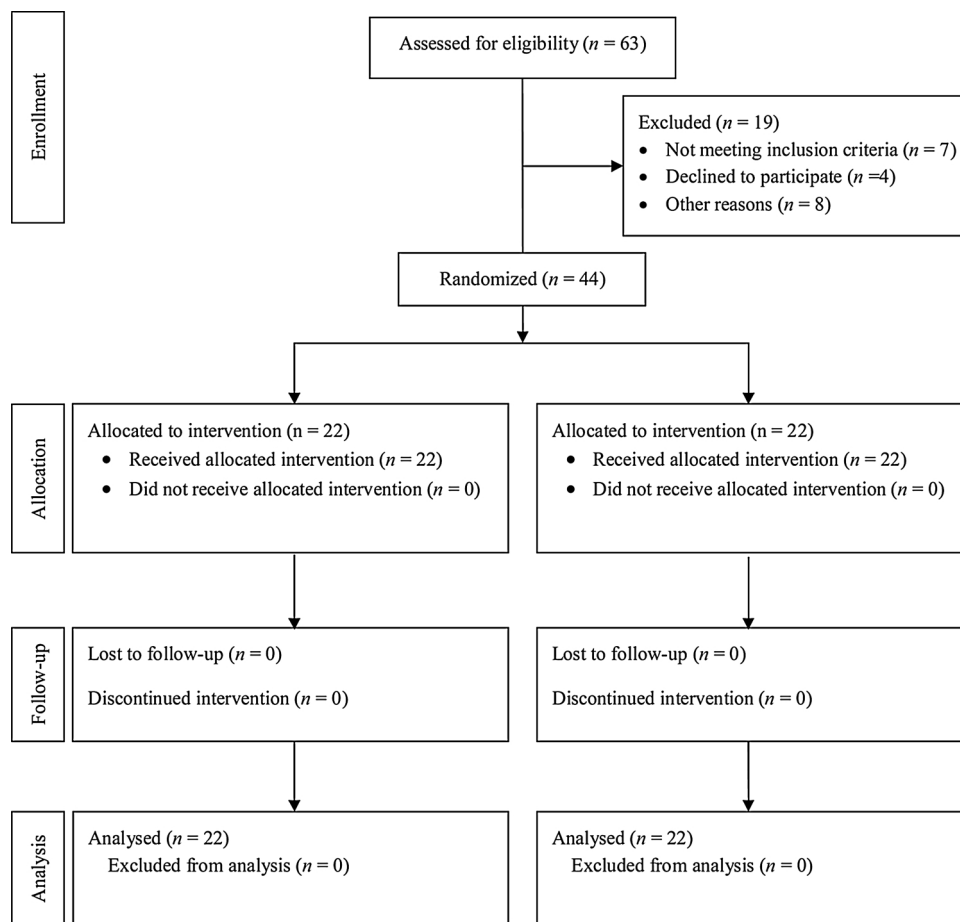 Enrollment
Assessed for eligibility (n = 63)
Excluded (n = 19)
• Not meeting inclusion criteria (n = 7)
• Declined to participate (n =4)
• Other reasons (n = 8)
Randomized (n = 44)
Allocation
Allocated to intervention (n = 22)
• Received allocated intervention (n = 22)
• Did not receive allocated intervention (n = 0)
Allocated to intervention (n = 22)
• Received allocated intervention (n = 22)
• Did not receive allocated intervention (n = 0)
Follow-up
Lost to follow-up (n = 0)
Discontinued intervention (n = 0)
Lost to follow-up (n = 0)
Discontinued intervention (n = 0)
Analysis
Analysed (n = 22)
Excluded from analysis (n = 0)
Analysed (n = 22)
Excluded from analysis (n = 0)